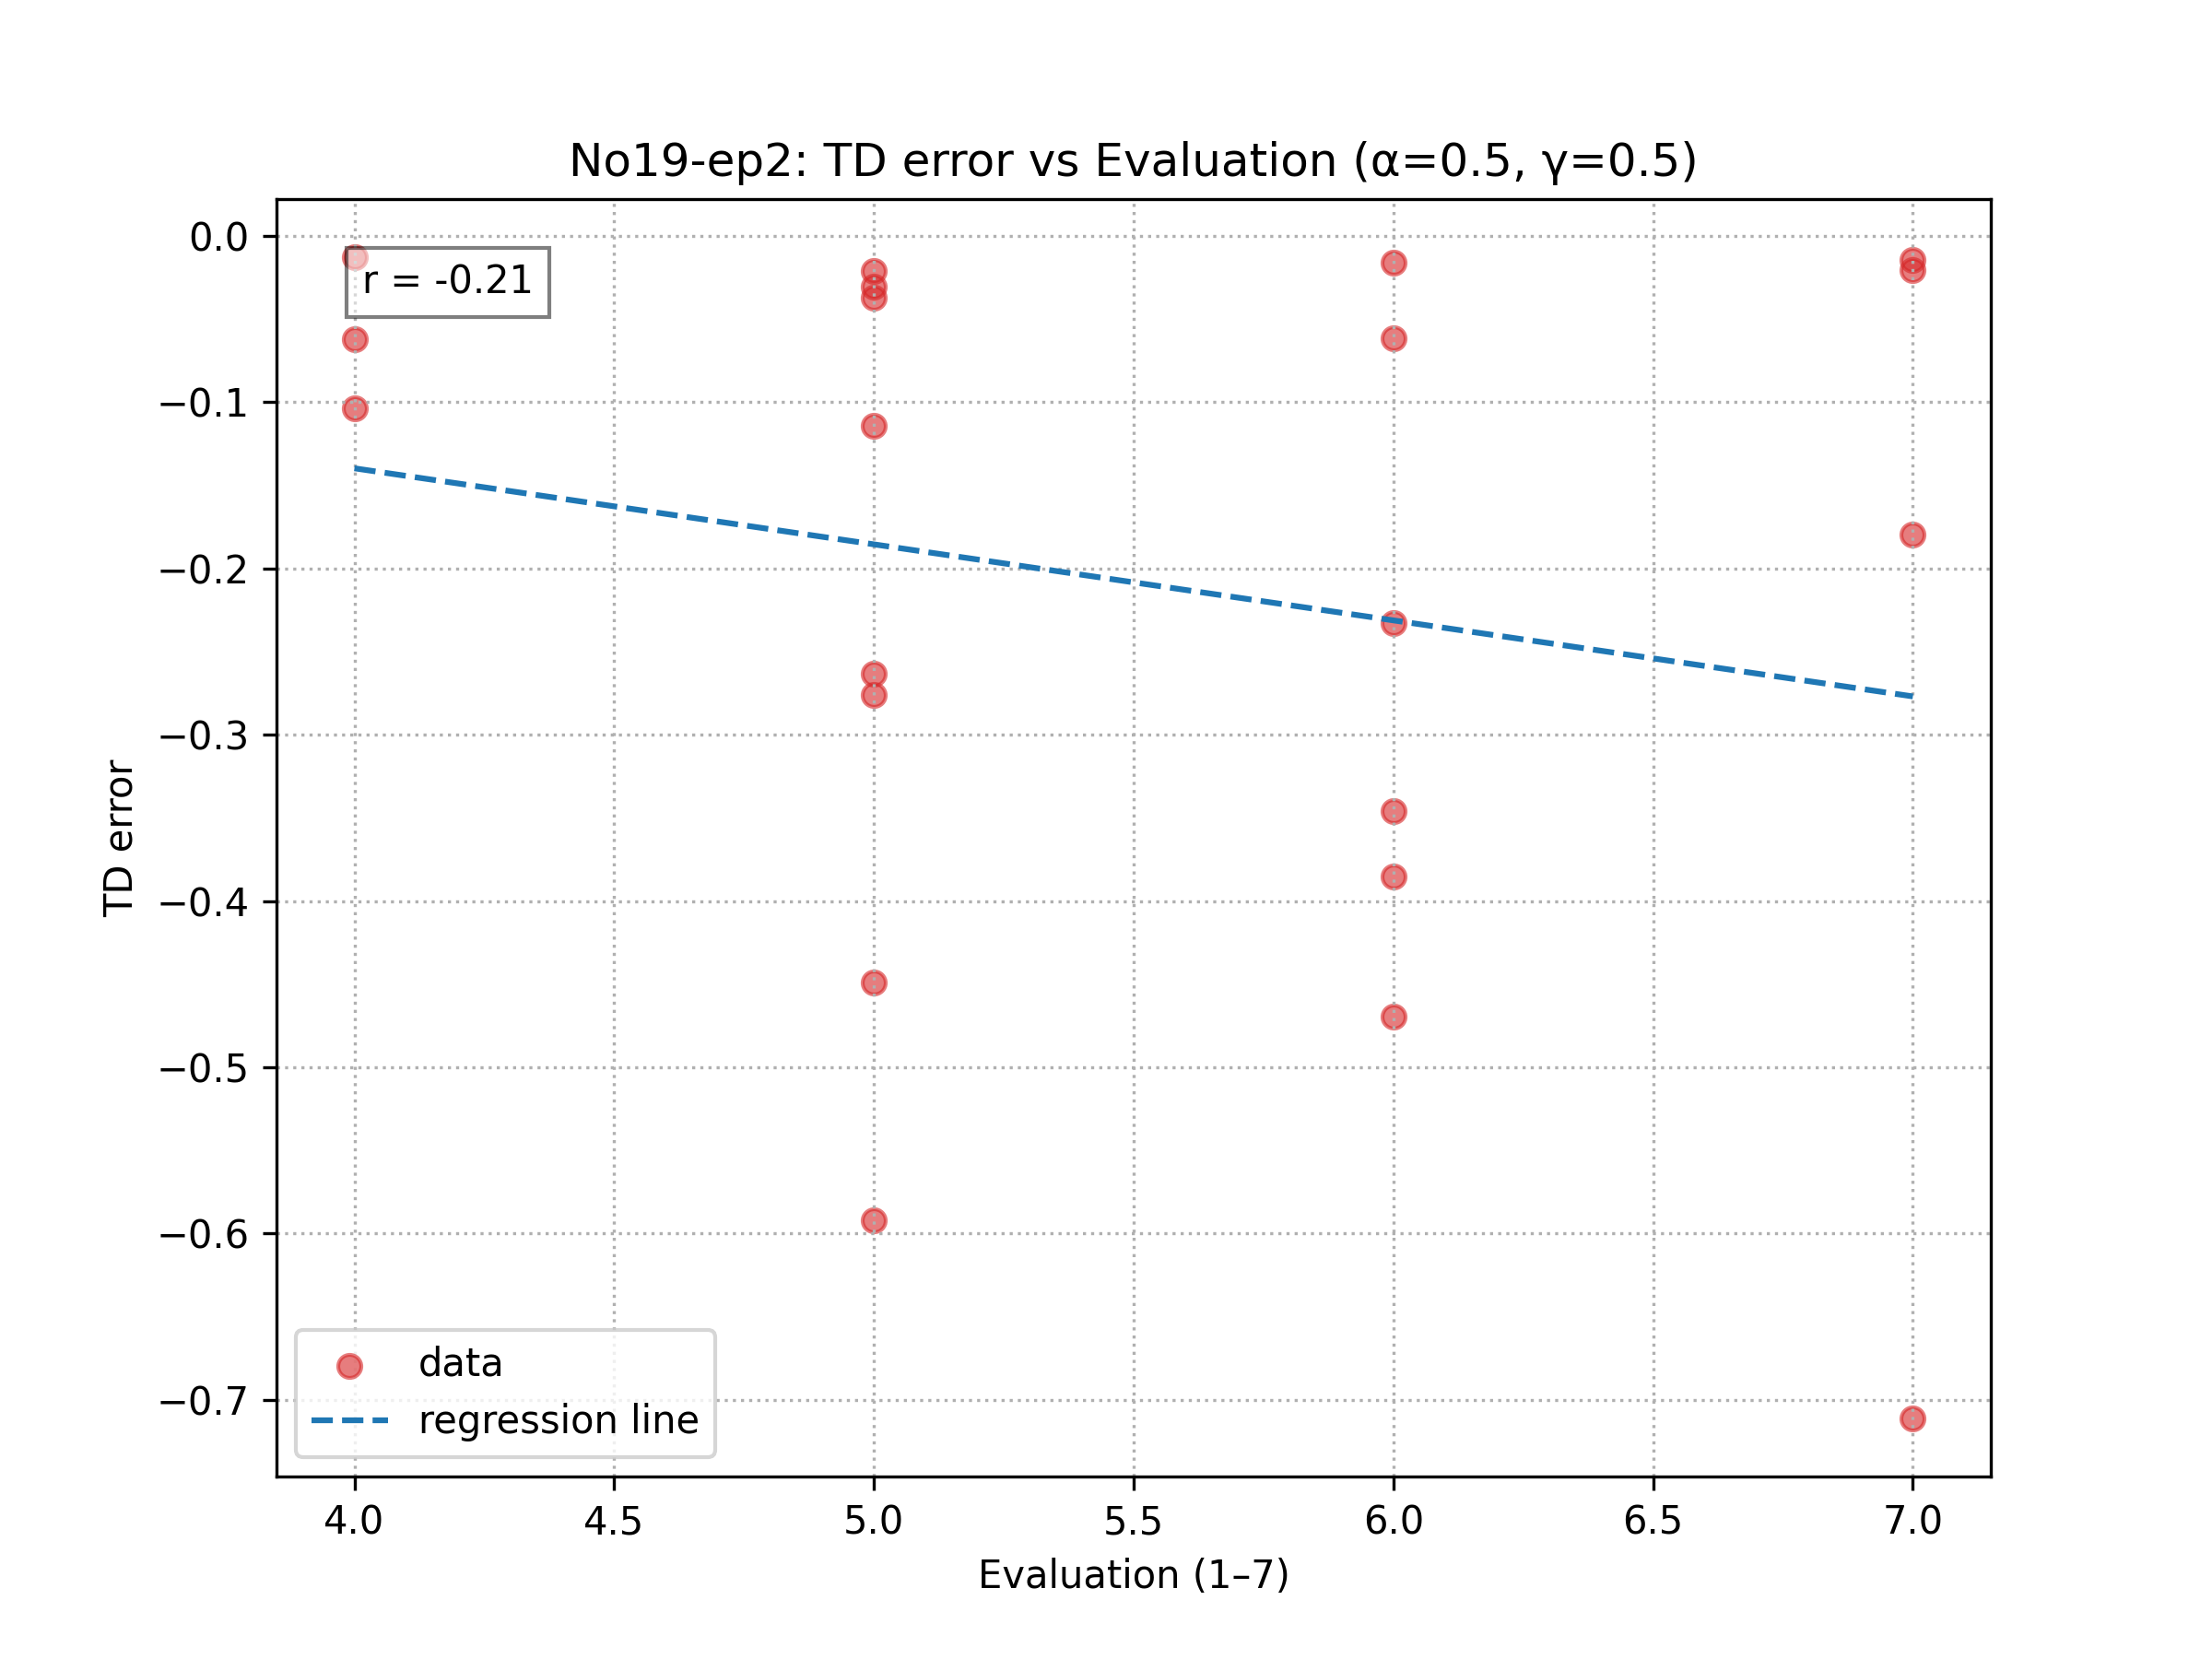 No19-ep2: TD error vs Evaluation (α=0.5, γ=0.5)
r = -0.21
TD error
0.0
−0.1
−0.2
−0.3
−0.4
−0.5
−0.6
−0.7
data
regression line
4.0 4.5 5.0 5.5 6.0 6.5 7.0
Evaluation (1–7)